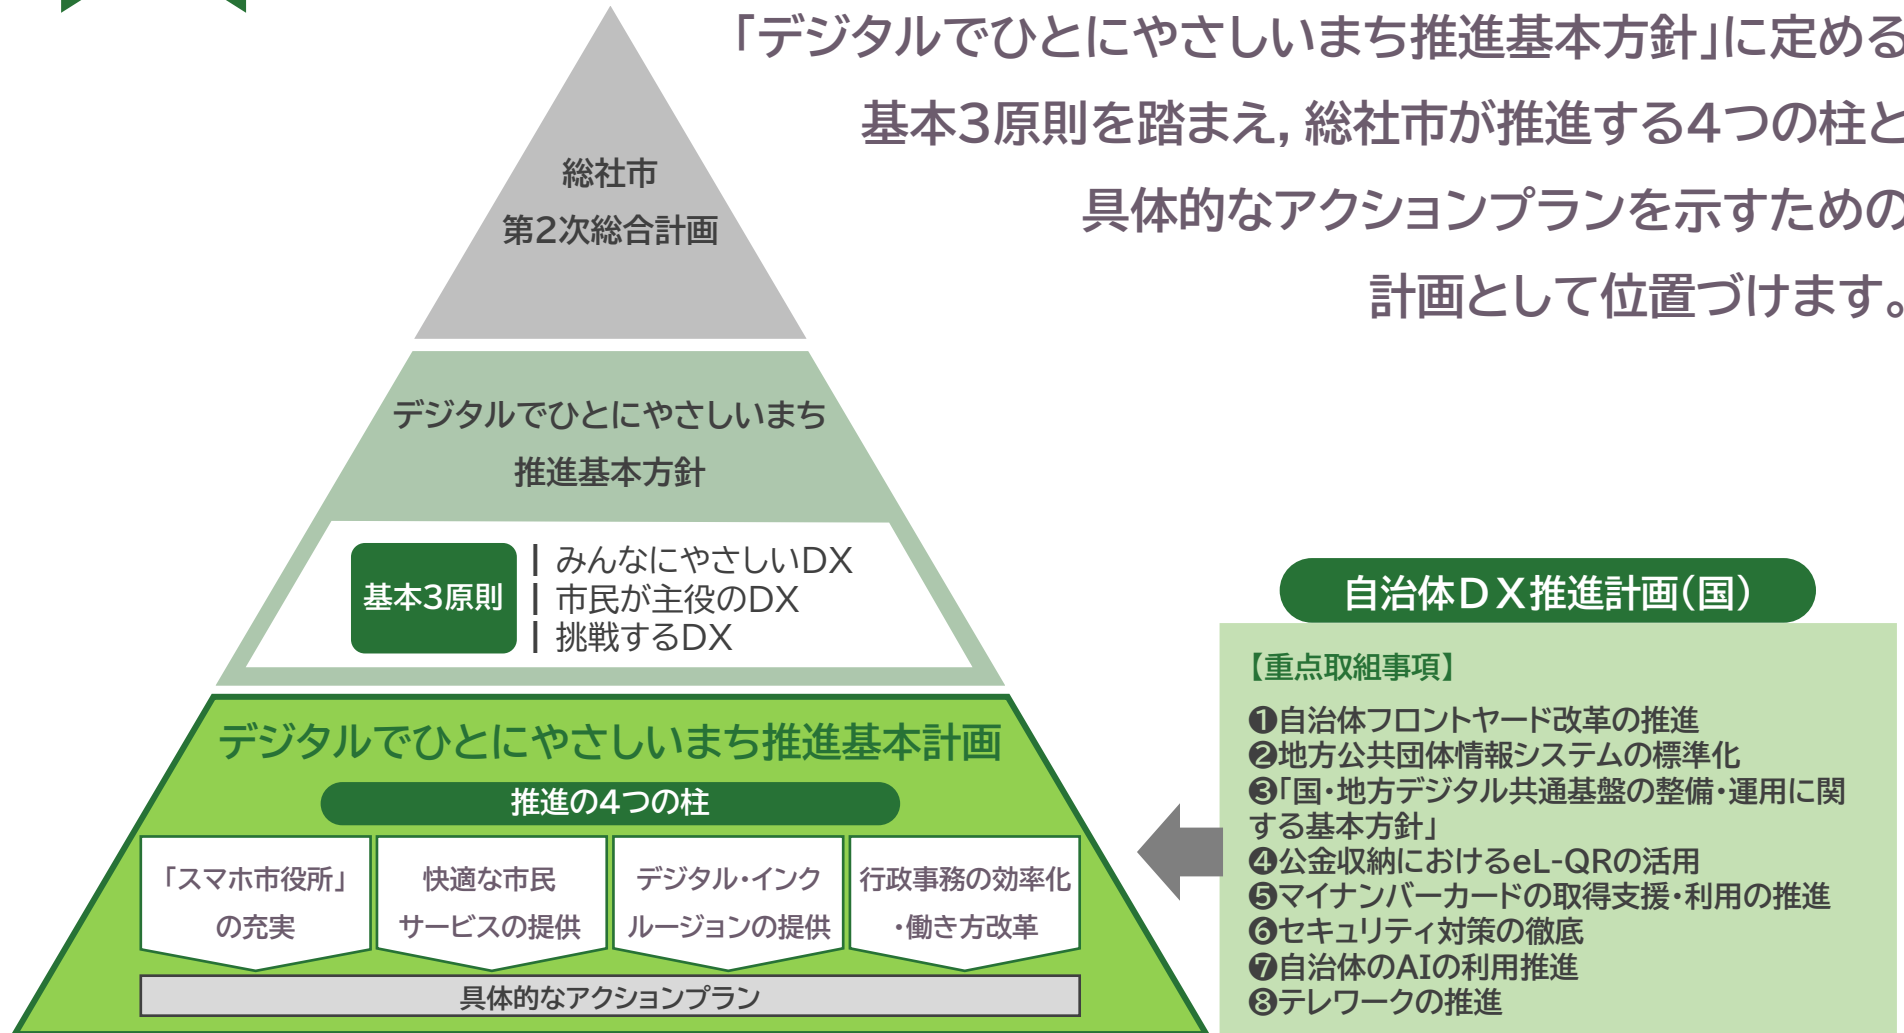 「デジタルでひとにやさしいまち推進基本方針」に定める
基本3原則を踏まえ，総社市が推進する4つの柱と
具体的なアクションプランを示すための
計画として位置づけます。
総社市
第2次総合計画
デジタルでひとにやさしいまち
推進基本方針
基本3原則
| みんなにやさしいDX
| 市民が主役のDX
| 挑戦するDX
デジタルでひとにやさしいまち推進基本計画
推進の4つの柱
「スマホ市役所」
の充実
快適な市民
サービスの提供
デジタル・インク
ルージョンの提供
行政事務の効率化
・働き方改革
具体的なアクションプラン
自治体DX推進計画(国)
【重点取組事項】
❶自治体フロントヤード改革の推進
❷地方公共団体情報システムの標準化
❸「国・地方デジタル共通基盤の整備・運用に関
する基本方針」
❹公金収納におけるeL-QRの活用
❺マイナンバーカードの取得支援・利用の推進
❻セキュリティ対策の徹底
❼自治体のAIの利用推進
❽テレワークの推進